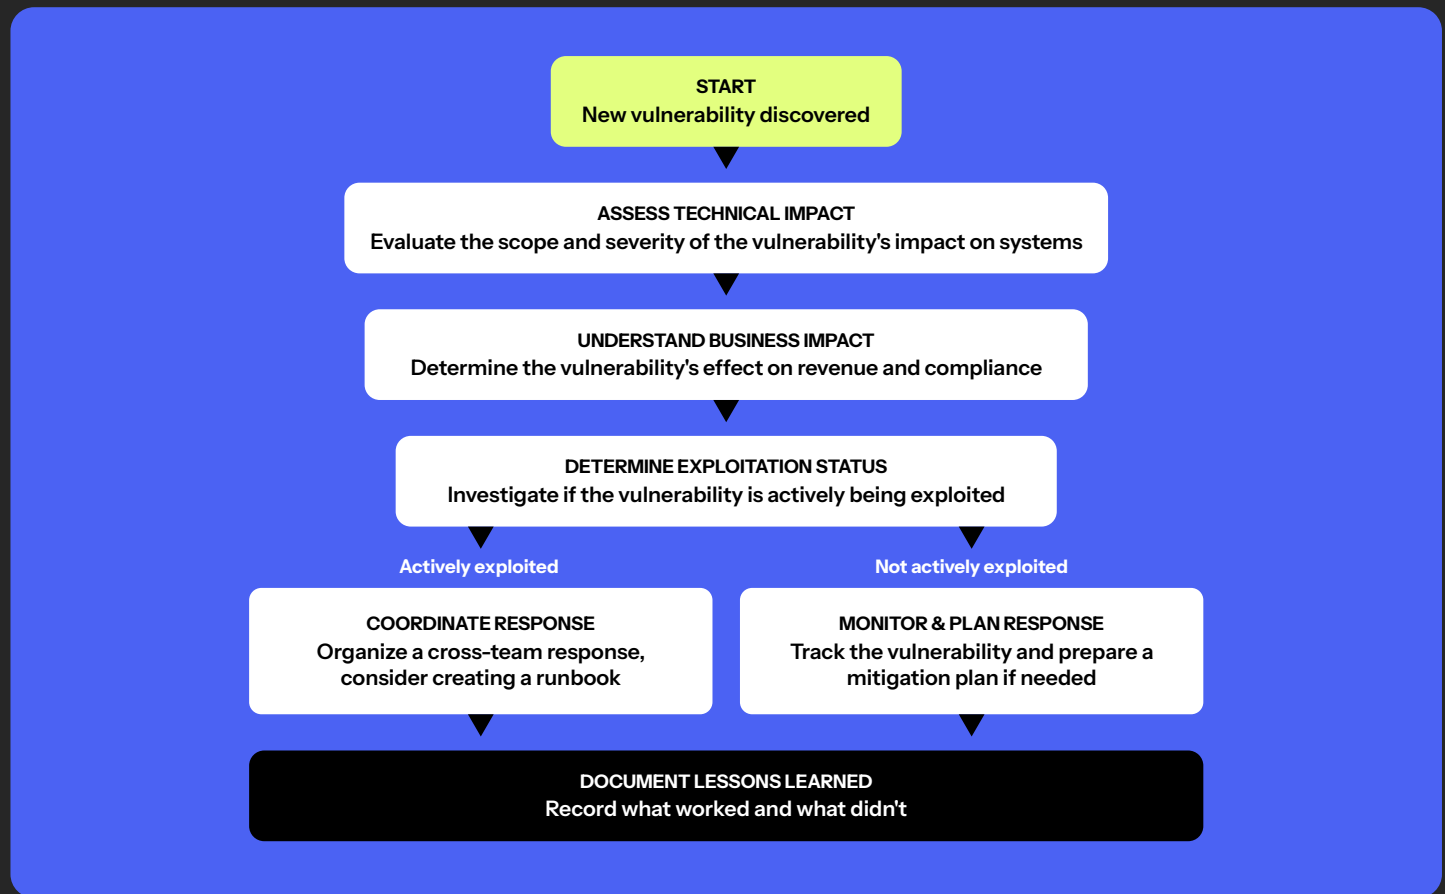 START
New vulnerability discovered
ASSESS TECHNICAL IMPACT
Evaluate the scope and severity of the vulnerability's impact on systems
UNDERSTAND BUSINESS IMPACT
Determine the vulnerability's effect on revenue and compliance
DETERMINE EXPLOITATION STATUS
Investigate if the vulnerability is actively being exploited
Actively exploited
Not actively exploited
COORDINATE RESPONSE
Organize a cross-team response,
consider creating a runbook
MONITOR & PLAN RESPONSE
Track the vulnerability and prepare a
mitigation plan if needed
DOCUMENT LESSONS LEARNED
Record what worked and what didn't